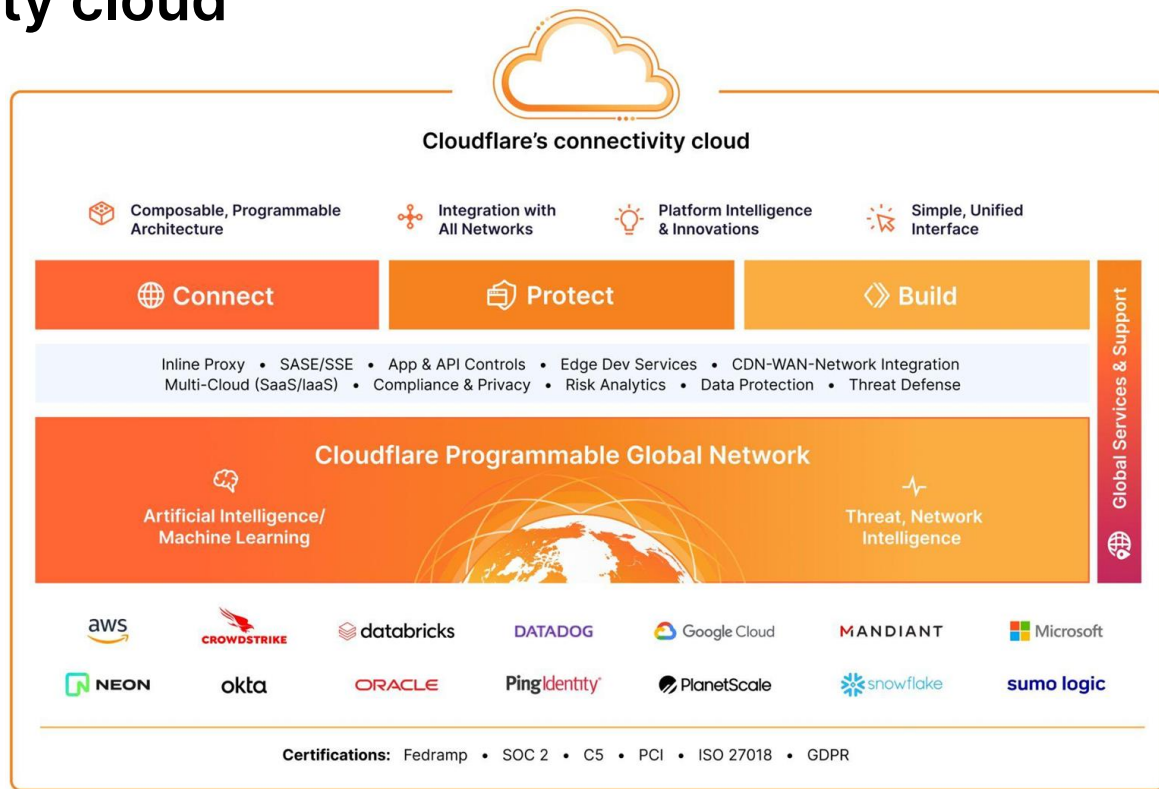 ty cloud
Cloudflare’s connectivity cloud
Composable, Programmable
Architecture
Integration with
All Networks
Platform Intelligence
& Innovations
Simple, Unified
Interface
Connect
Protect
Build
Global Services & Support
Inline Proxy • SASE/SSE • App & API Controls • Edge Dev Services • CDN-WAN-Network Integration
Multi-Cloud (SaaS/IaaS) • Compliance & Privacy • Risk Analytics • Data Protection • Threat Defense
Cloudflare Programmable Global Network
Artificial Intelligence/
Machine Learning
Threat, Network
Intelligence
aws
CROWDSTRIKE
databricks
DATADOG
Google Cloud
MANDIANT
Microsoft
NEON
okta
ORACLE
PingIdentity
PlanetScale
snowflake
sumo logic
Certifications: Fedramp • SOC 2 • C5 • PCI • ISO 27018 • GDPR